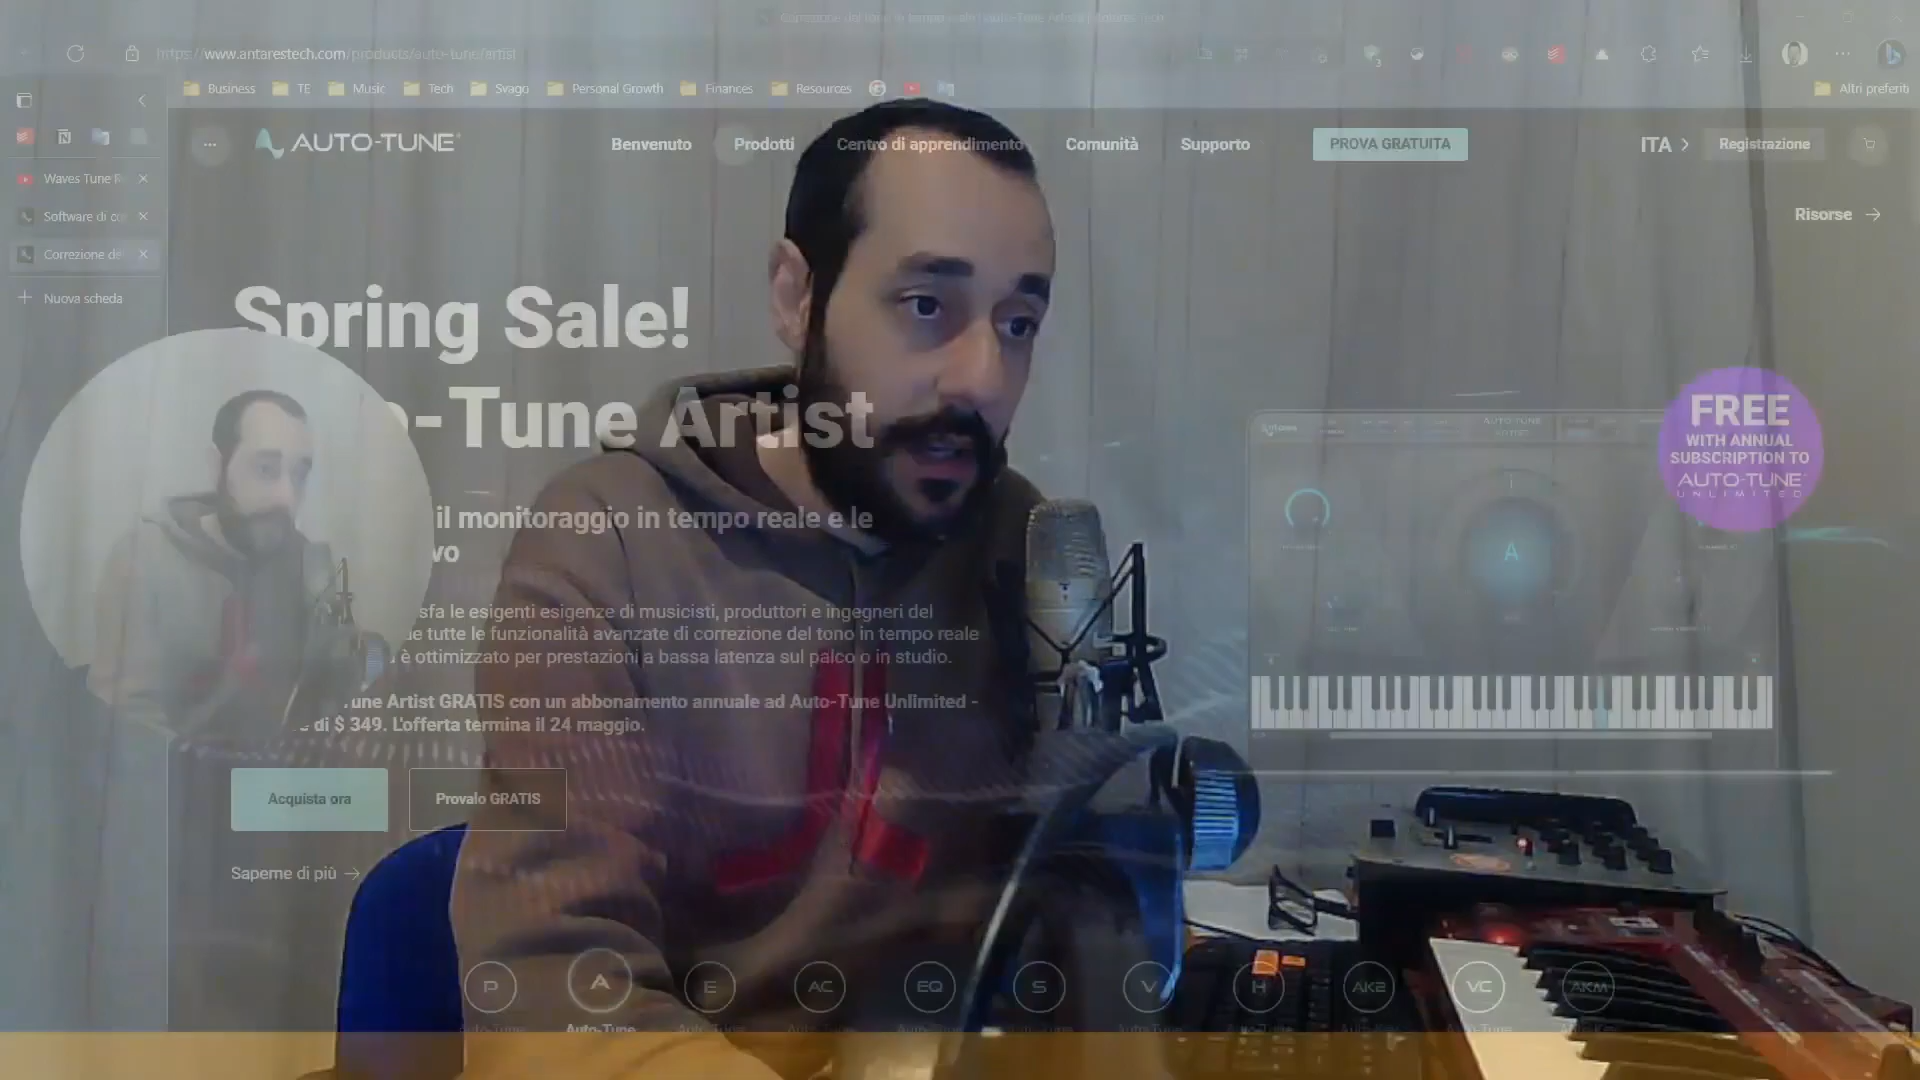 https://www.antarestech.com/products/auto-tune/artist
Business
TE
Music
Tech
Svago
Personal Growth
Finances
Resources
Altri preferiti
AUTO-TUNE
Benvenuto
Prodotti
Centro di apprendimento
Comunità
Supporto
PROVA GRATUITA
ITA
Registrazione
Waves Tune R
Software di co
Correzione de
Nuova scheda
Risorse
Spring Sale!
-Tune Artist
il monitoraggio in tempo reale e le
vo
sfa le esigenti esigenze di musicisti, produttori e ingegneri del
tutte le funzionalità avanzate di correzione del tono in tempo reale
è ottimizzato per prestazioni a bassa latenza sul palco o in studio.
une Artist GRATIS con un abbonamento annuale ad Auto-Tune Unlimited -
di $ 349. L'offerta termina il 24 maggio.
Acquista ora
Provalo GRATIS
Saperne di più
FREE
WITH ANNUAL
SUBSCRIPTION TO
AUTO-TUNE
UNLIMITED
AUTO-TUNE
A
P
A
E
AC
EQ
S
V
H
AK2
VC
AKM
Auto-Tune